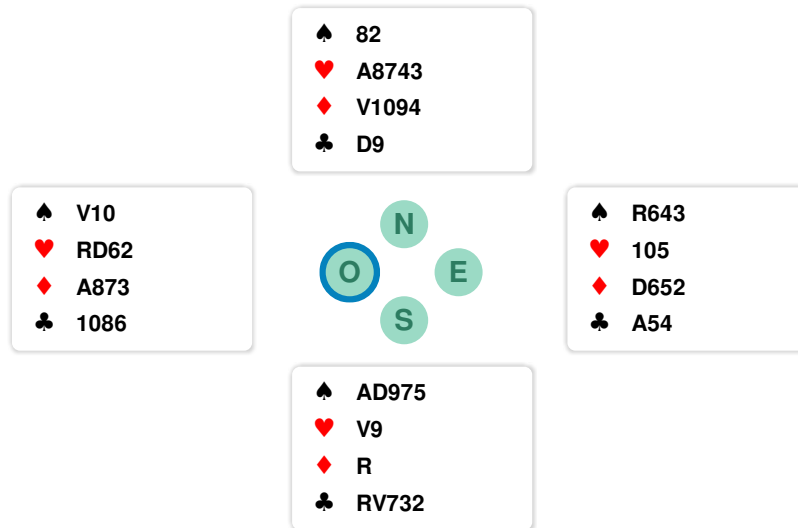 ♠ 82
♥ A8743
♦ V1094
♣ D9
♠ V10
♥ RD62
♦ A873
♣ 1086
N
O E
S
♠ R643
♥ 105
♦ D652
♣ A54
♠ AD975
♥ V9
♦ R
♣ RV732